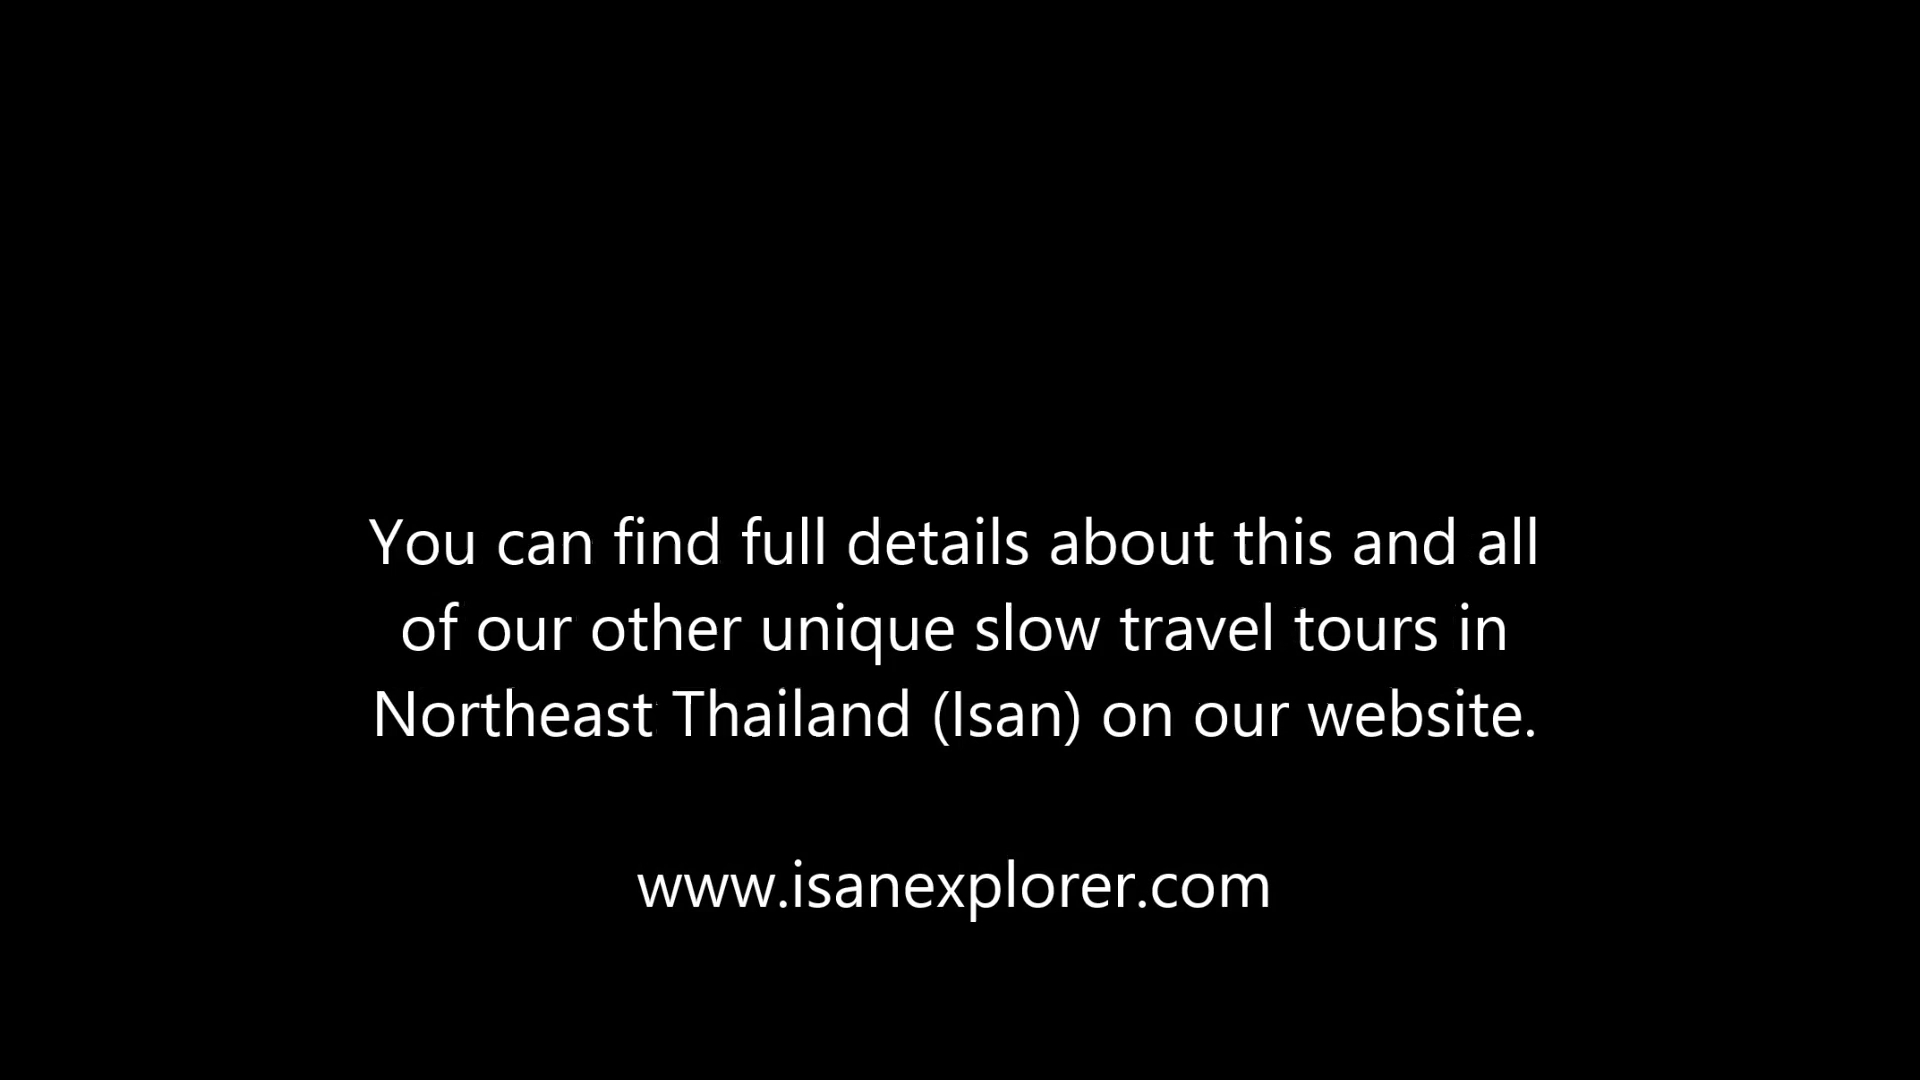 You can find full details about this and all
of our other unique slow travel tours in
Northeast Thailand (Isan) on our website.
www.isanexplorer.com